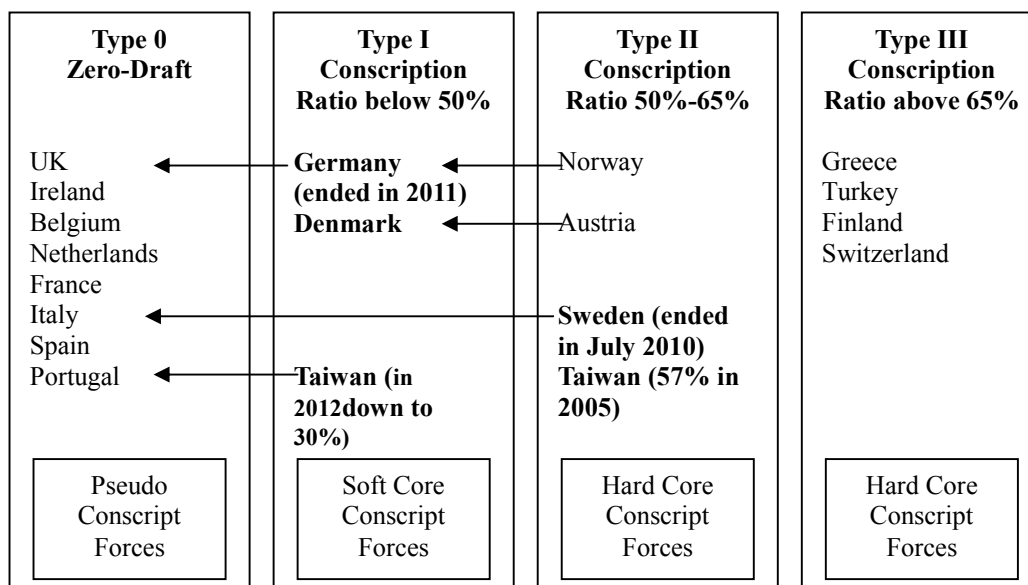 Type 0
Zero-Draft
UK
Ireland
Belgium
Netherlands
France
Italy
Spain
Portugal
Pseudo
Conscript
Forces
Type I
Conscription
Ratio below 50%
Germany
(ended in 2011)
Denmark
Taiwan (in
2012down to
30%)
Soft Core
Conscript
Forces
Type II
Conscription
Ratio 50%-65%
Norway
Austria
Sweden (ended
in July 2010)
Taiwan (57% in
2005)
Hard Core
Conscript
Forces
Type III
Conscription
Ratio above 65%
Greece
Turkey
Finland
Switzerland
Hard Core
Conscript
Forces